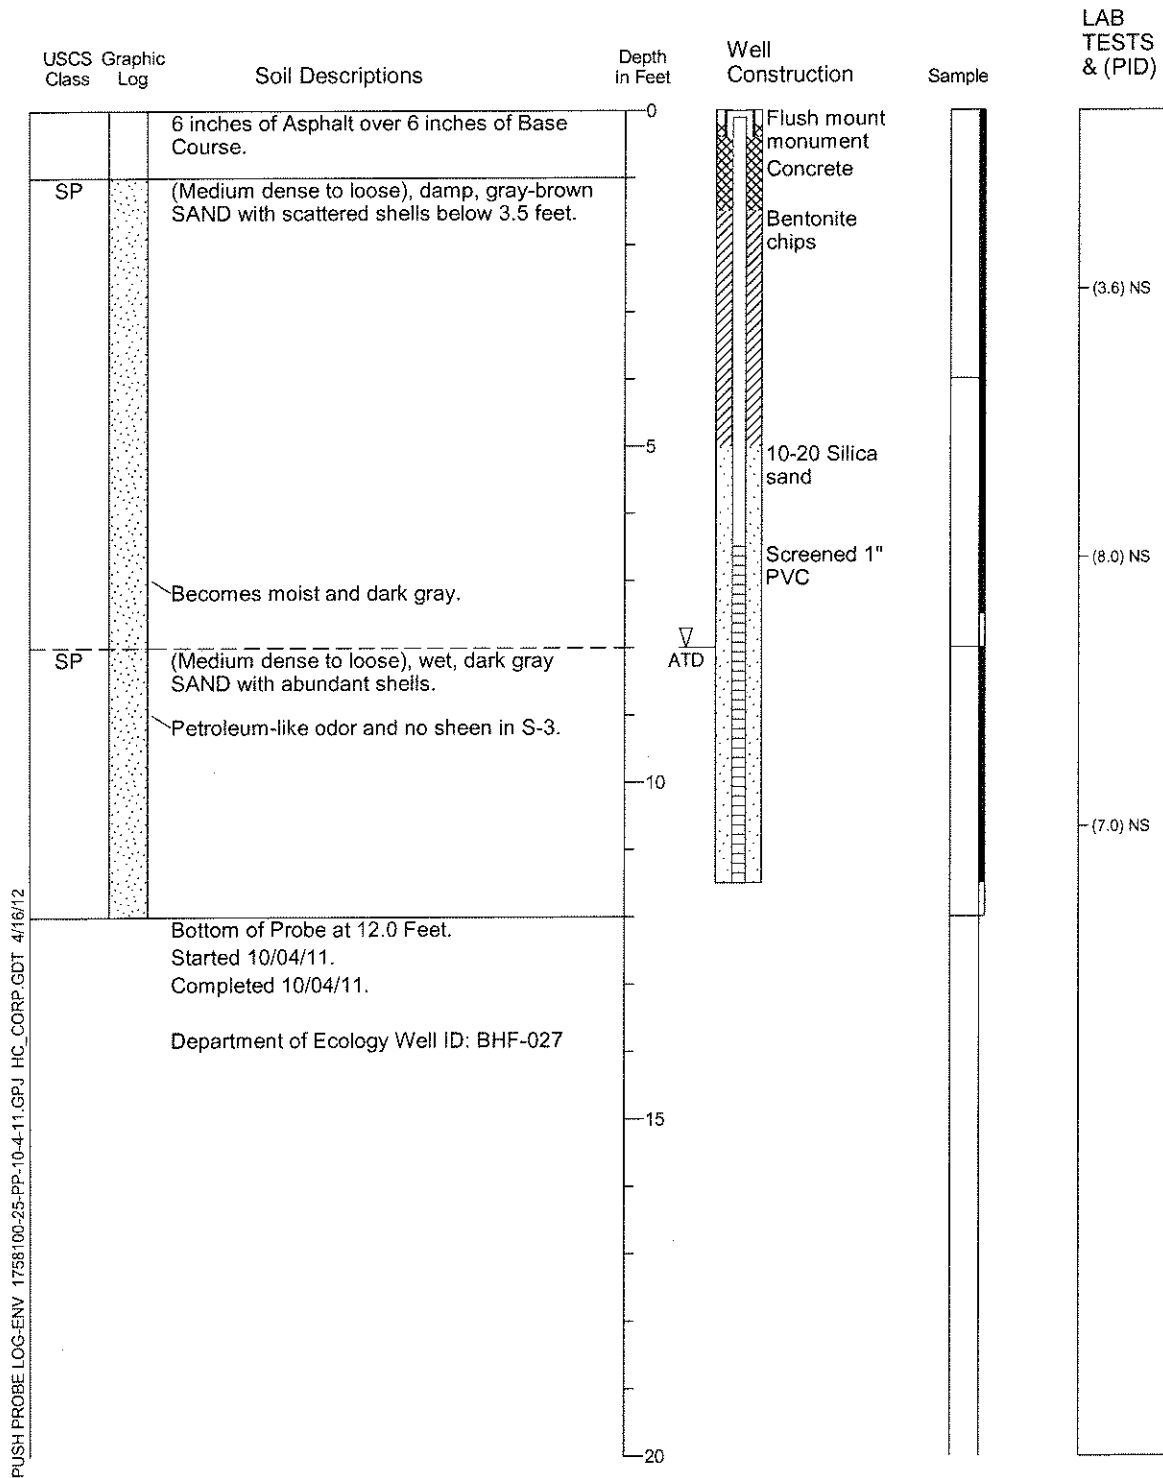 LAB
TESTS
& (PID)
USCS Graphic
Class Log
Soil Descriptions
Depth
in Feet
Well
Construction
Sample
0
6 inches of Asphalt over 6 inches of Base
Course.
Flush mount
monument
Concrete
SP
(Medium dense to loose), damp, gray-brown
SAND with scattered shells below 3.5 feet.
Bentonite
chips
(3.6) NS
5
10-20 Silica
sand
Screened 1"
PVC
(8.0) NS
Becomes moist and dark gray.
ATD
SP
(Medium dense to loose), wet, dark gray
SAND with abundant shells.
Petroleum-like odor and no sheen in S-3.
10
(7.0) NS
Bottom of Probe at 12.0 Feet.
Started 10/04/11.
Completed 10/04/11.
Department of Ecology Well ID: BHF-027
15
20
PUSH PROBE LOG-ENV 1758100-25-PP-10-4-11.GPJ HC_CORP.GDT 4/16/12